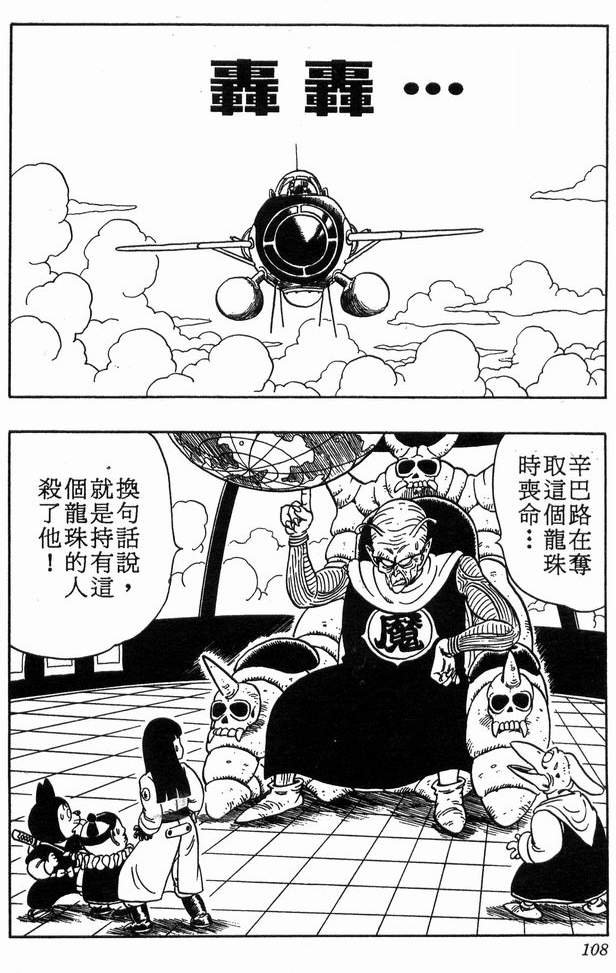 轟轟…
辛巴路在奪
取這個龍珠
時喪命…
換句話說，
就是持有這
個龍珠的人
殺了他！
魔
108